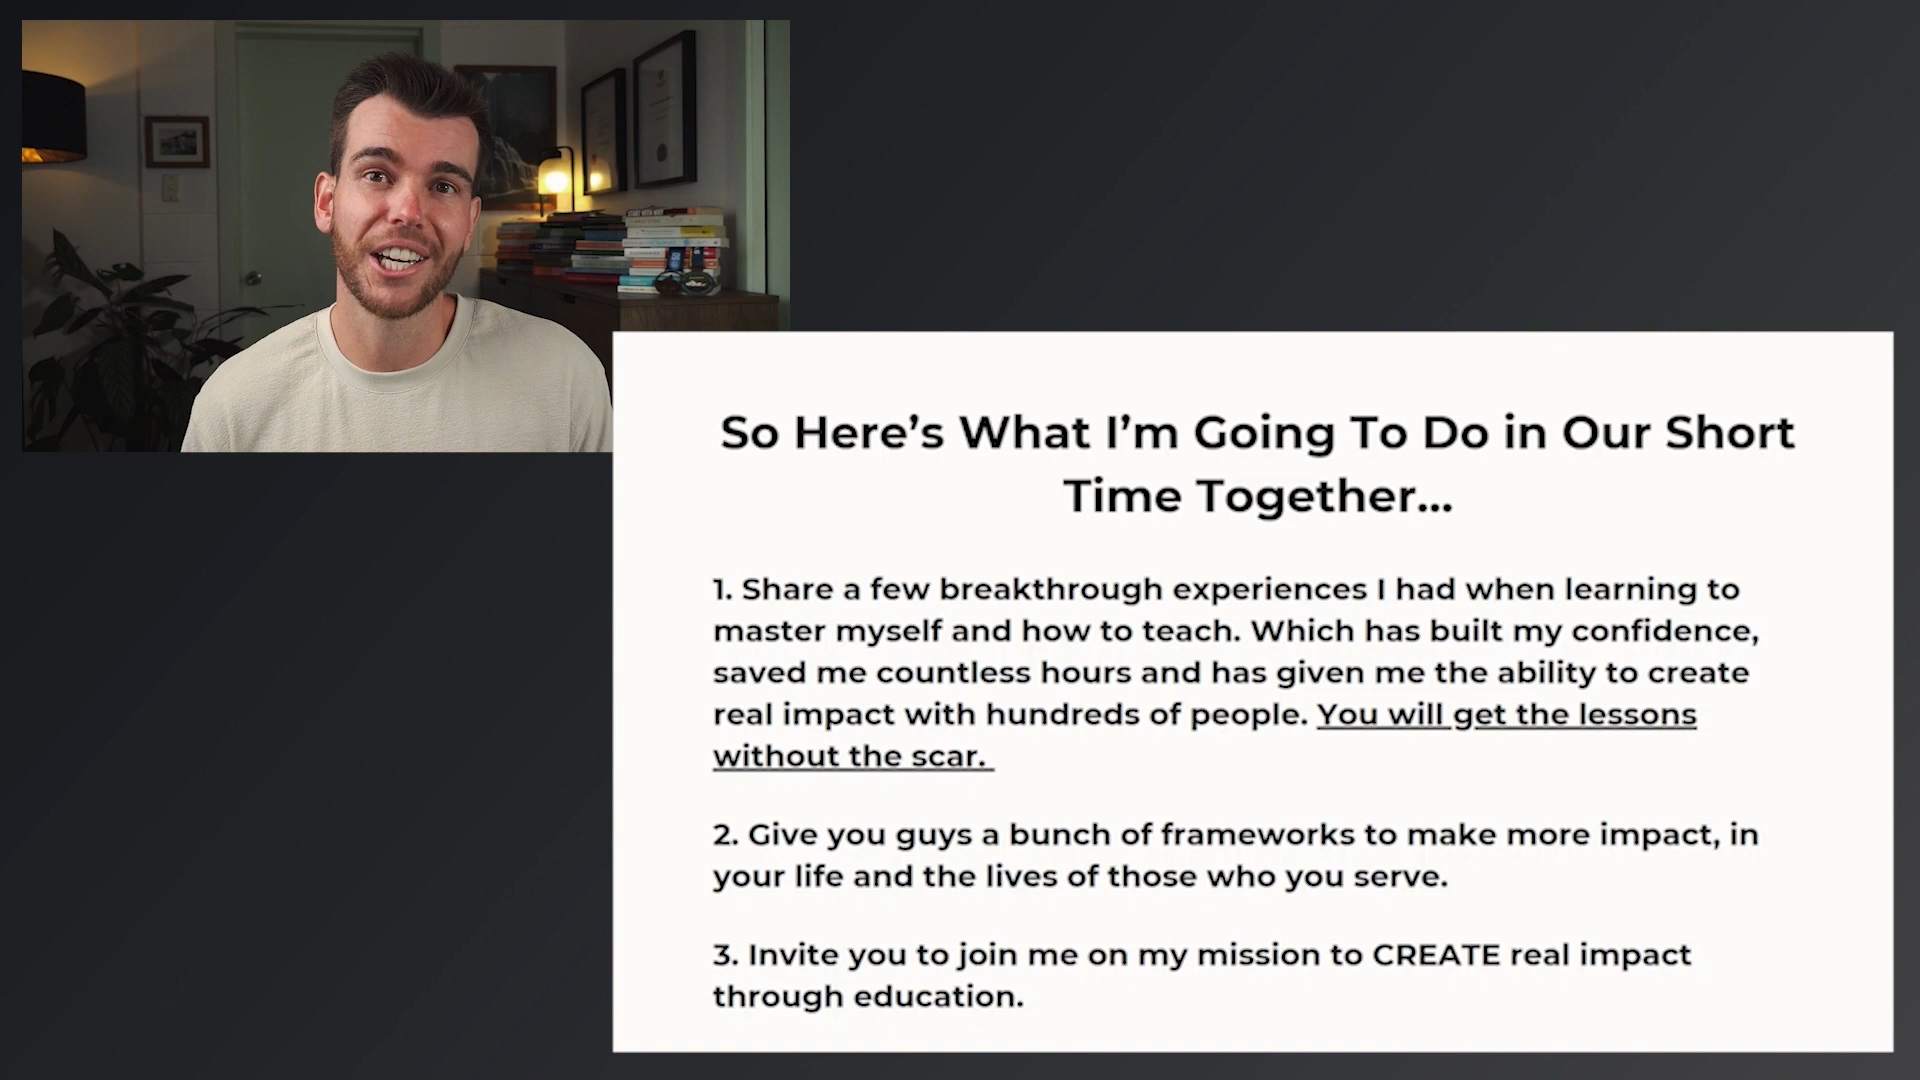 START WITH WHY
So Here’s What I’m Going To Do in Our Short
Time Together...
1. Share a few breakthrough experiences I had when learning to
master myself and how to teach. Which has built my confidence,
saved me countless hours and has given me the ability to create
real impact with hundreds of people. You will get the lessons
without the scar.
2. Give you guys a bunch of frameworks to make more impact, in
your life and the lives of those who you serve.
3. Invite you to join me on my mission to CREATE real impact
through education.